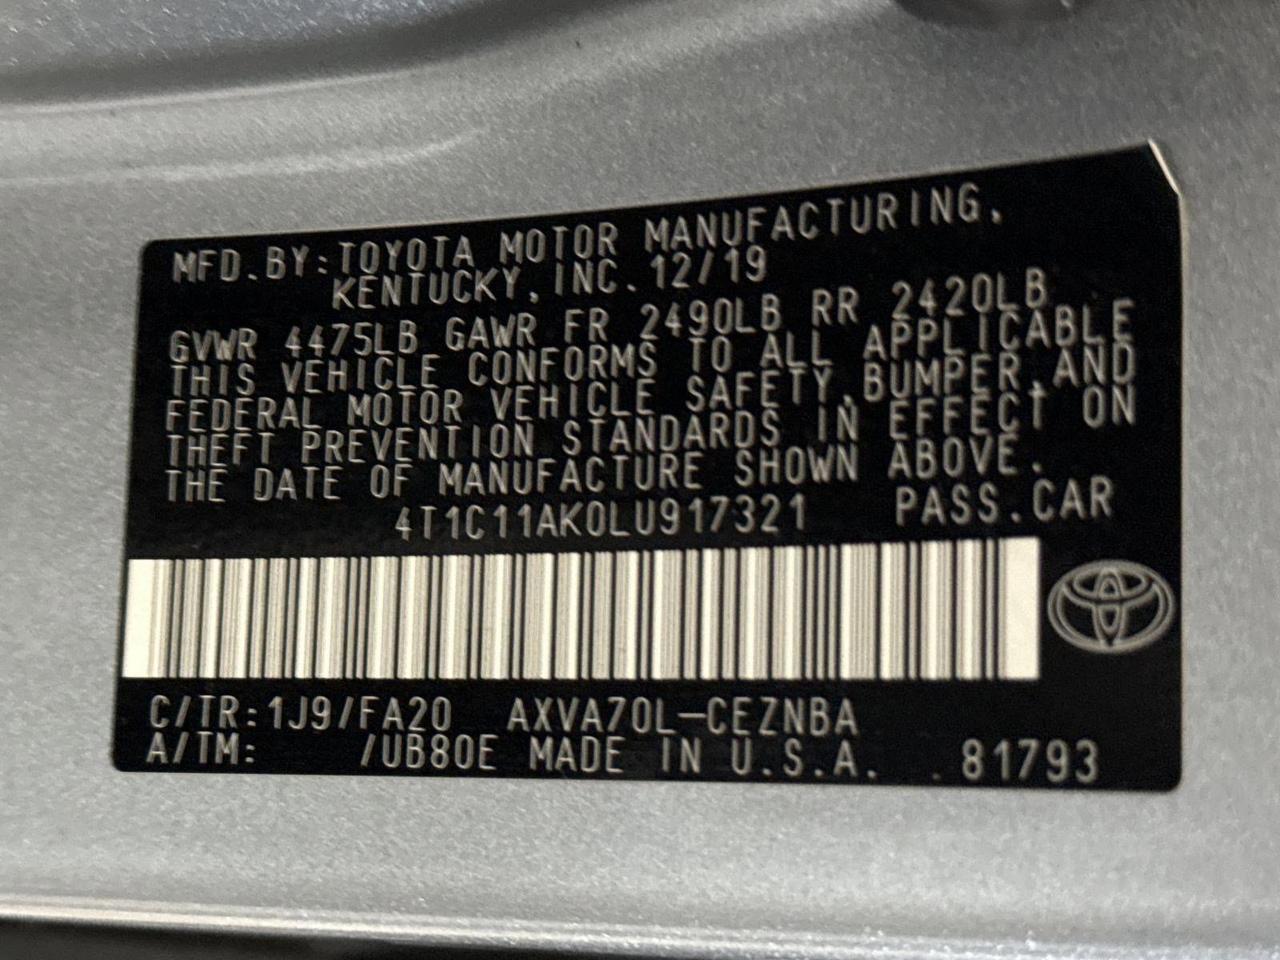 MFD.BY:TOYOTA MOTOR MANUFACTURING,
KENTUCKY, INC. 12/19
GVWR 4475LB GAWR FR 2490LB RR 2420LB
THIS VEHICLE CONFORMS TO ALL APPLICABLE
FEDERAL MOTOR VEHICLE SAFETY,BUMPER,AND
THEFT PREVENTION STANDARDS IN EFFECT ON
THE DATE OF MANUFACTURE SHOWN ABOVE.
4T1C11AK0LU917321 PASS.CAR
C/TR:1J9/FA20 AXVA70L-CEZNBA
A/TM: /UB80E MADE IN U.S.A. .81793